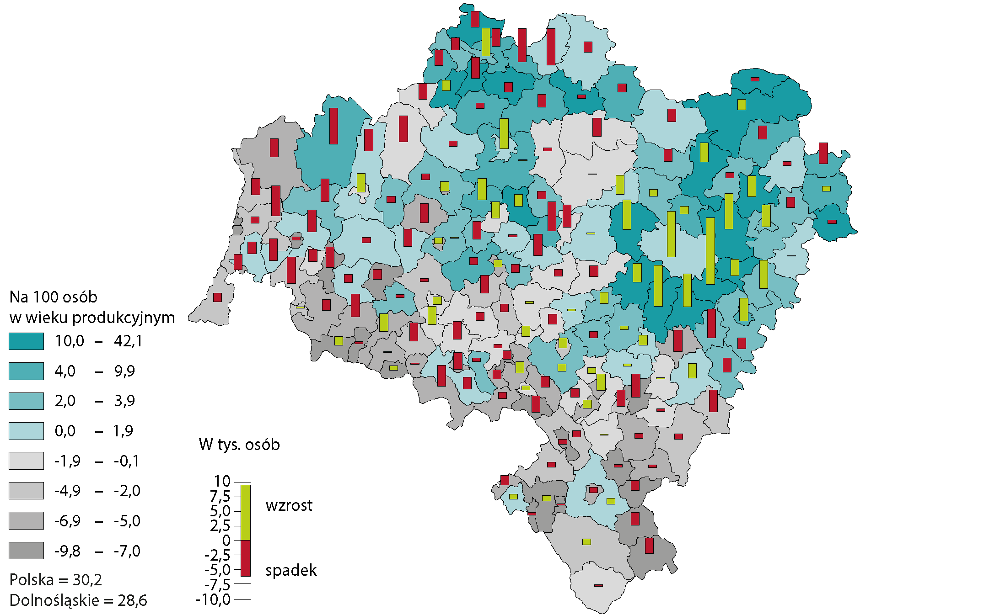 Na 100 osób
w wieku produkcyjnym
10,0 – 42,1
4,0 – 9,9
2,0 – 3,9
0,0 – 1,9
-1,9 – -0,1
-4,9 – -2,0
-6,9 – -5,0
-9,8 – -7,0
Polska = 30,2
Dolnośląskie = 28,6
W tys. osób
10
7,5
5,0
2,5
0
-2,5
-5,0
-7,5
-10,0
wzrost
spadek